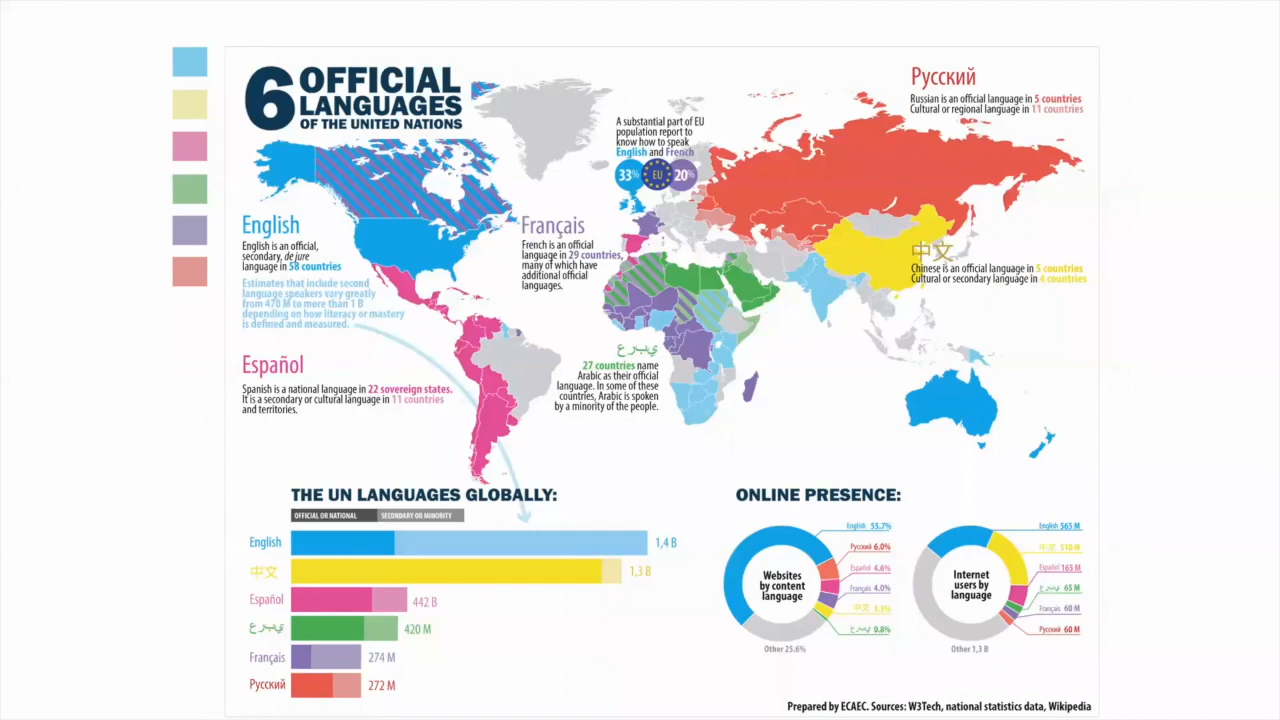 6 OFFICIAL
LANGUAGES
OF THE UNITED NATIONS
Русский
Russian is an official language in 5 countries
Cultural or regional language in 11 countries
A substantial part of EU
population report to
know how to speak
English and French
33% EU 20%
English
English is an official,
secondary, de jure
language in 58 countries
Estimates that include second
language speakers vary greatly
from 470 M to more than 1 B
depending on how literacy or mastery
is defined and measured.
Français
French is an official
language in 29 countries,
many of which have
additional official
languages.
中文
Chinese is an official language in 5 countries
Cultural or secondary language in 4 countries
Español
Spanish is a national language in 22 sovereign states.
It is a secondary or cultural language in 11 countries
and territories.
ي ب ر ع
27 countries name
Arabic as their official
language. In some of these
countries, Arabic is spoken
by a minority of the people.
THE UN LANGUAGES GLOBALLY:
OFFICIAL OR NATIONAL SECONDARY OR MINORITY
English 1,4 B
中文 1,3 B
Español 442 B
ي ب ر ع 420 M
Français 274 M
Русский 272 M
ONLINE PRESENCE:
Websites
by content
language
English 55.7%
Русский 6.0%
Español 4.6%
Français 4.0%
中文 3.3%
ي ب ر ع 0.8%
Other 25.6%
Internet
users by
language
English 565 M
中文 510 M
Español 165 M
ي ب ر ع 65 M
Français 60 M
Русский 60 M
Other 1,3 B
Prepared by ECAEC. Sources: W3Tech, national statistics data, Wikipedia